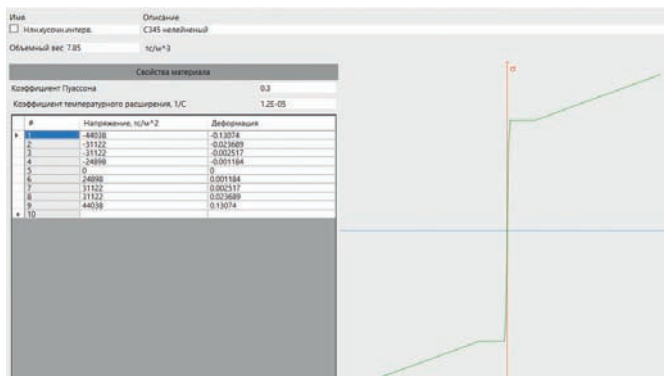 Имя Описание
Нлн.кусочн.интерв. С345 нелейненый
Объемный вес 7.85 тс/м^3
Свойства материала
Коэффициент Пуассона 0.3
Коэффициент температурного расширения, 1/С 1.2E-05
# Напряжение, тс/м^2 Деформация
1 -44038 -0.13074
2 -31122 -0.023689
3 -31122 -0.002517
4 -24898 -0.001184
5 0 0
6 24898 0.001184
7 31122 0.002517
8 31122 0.023689
9 44038 0.13074
10
σ